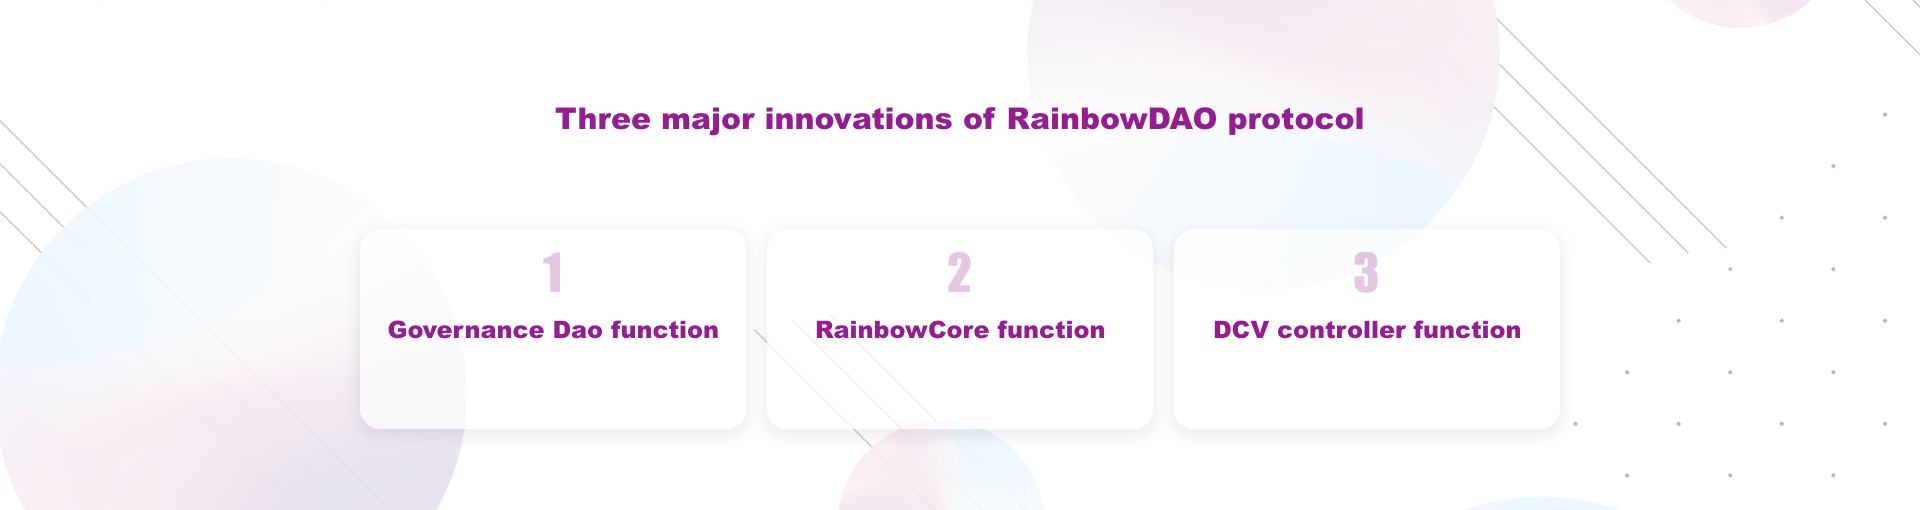 Three major innovations of RainbowDAO protocol
1
Governance Dao function
2
RainbowCore function
3
DCV controller function